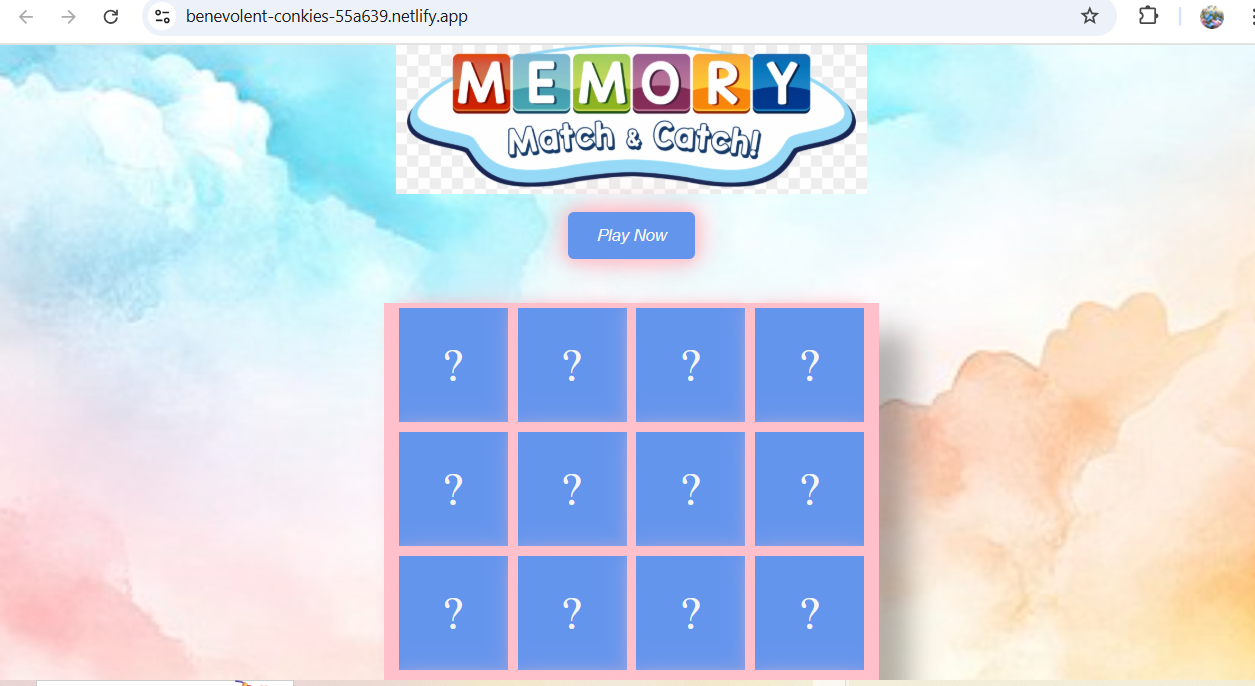 benevolent-conkies-55a639.netlify.app
MEMORY
Match & Catch!
Play Now
? ? ? ?
? ? ? ?
? ? ? ?